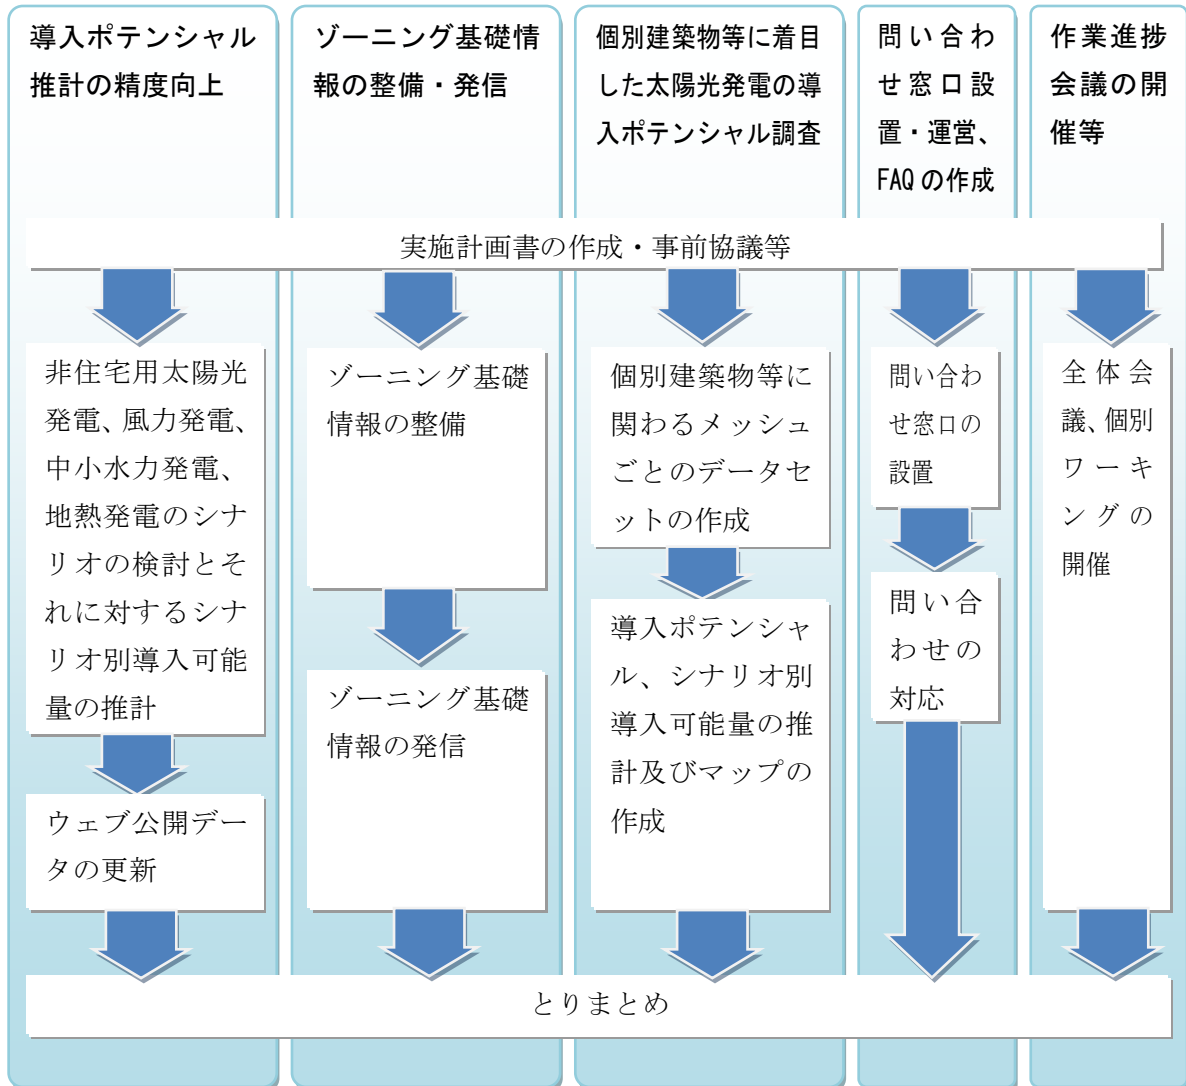 導入ポテンシャル
推計の精度向上
ゾーニング基礎情
報の整備・発信
個別建築物等に着目
した太陽光発電の導
入ポテンシャル調査
問い合わ
せ窓口設
置・運営、
FAQ の作成
作業進捗
会議の開
催等
実施計画書の作成・事前協議等
非住宅用太陽光
発電、風力発電、
中小水力発電、
地熱発電のシナ
リオの検討とそ
れに対するシナ
リオ別導入可能
量の推計
ウェブ公開デー
タの更新
ゾーニング基礎
情報の整備
ゾーニング基礎
情報の発信
個別建築物等に
関わるメッシュ
ごとのデータセ
ットの作成
導入ポテンシャ
ル、シナリオ別
導入可能量の推
計及びマップの
作成
問い合わ
せ窓口の
設置
問い合
わせの
対応
全体会
議、個別
ワーキ
ングの
開催
とりまとめ